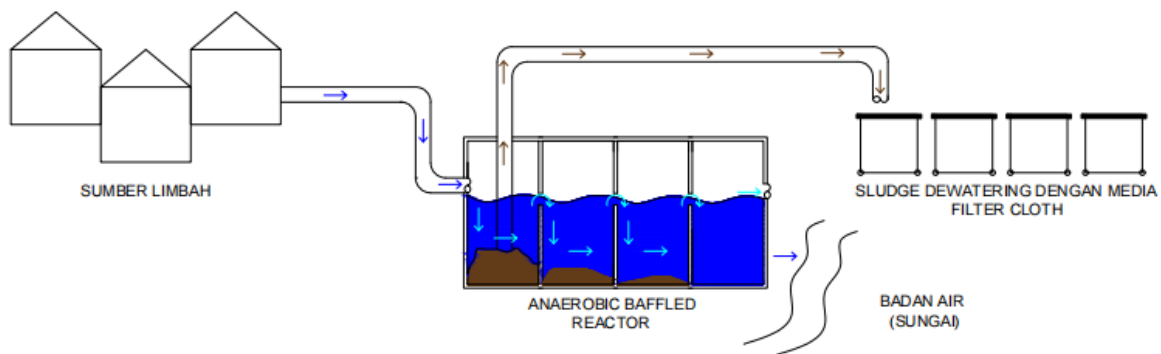 SUMBER LIMBAH
SLUDGE DEWATERING DENGAN MEDIA
FILTER CLOTH
ANAEROBIC BAFFLED
REACTOR
BADAN AIR
(SUNGAI)